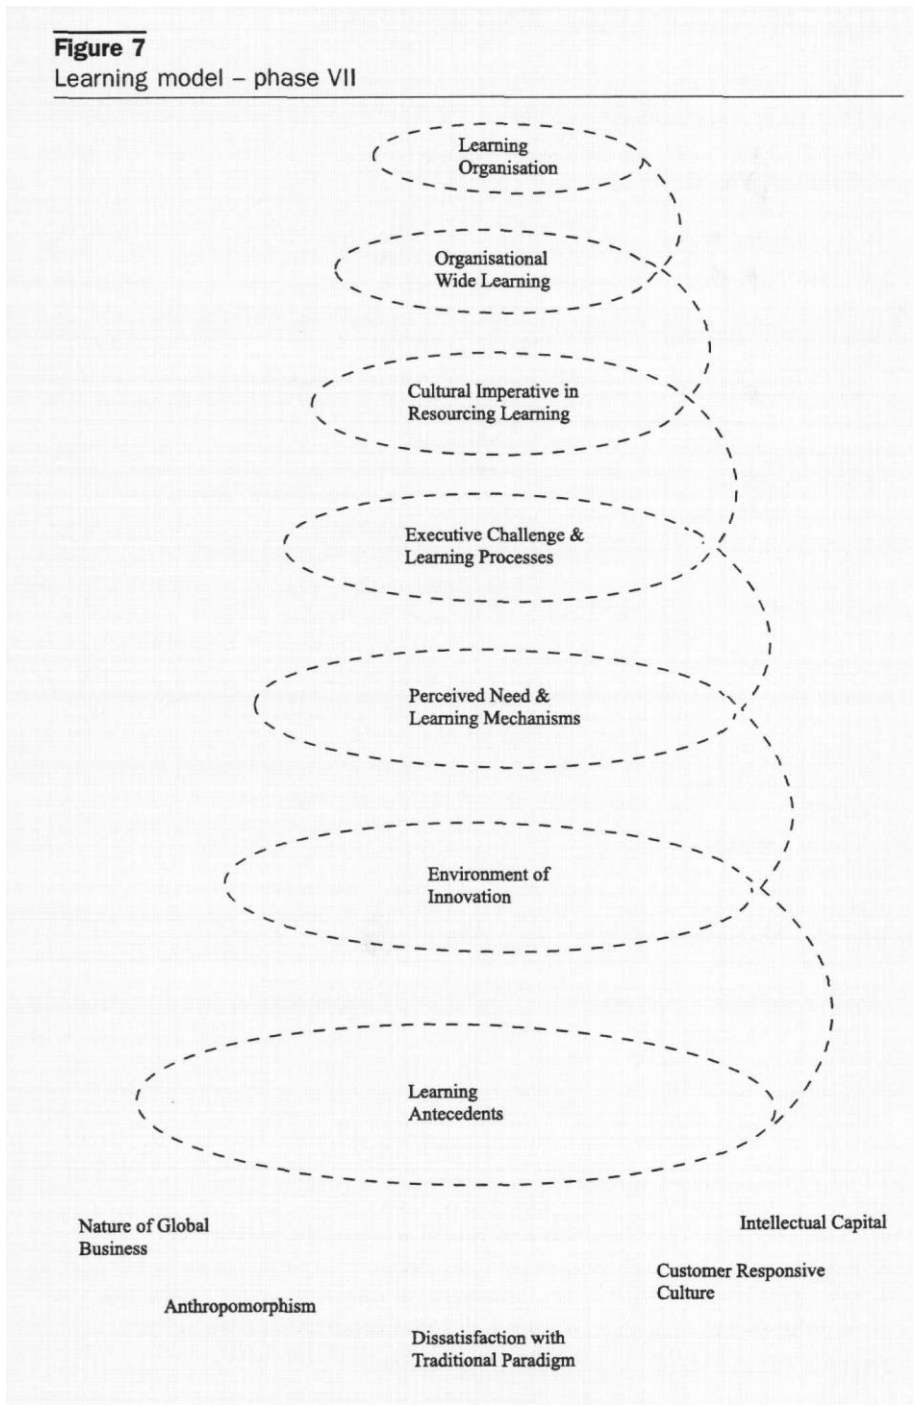 Figure 7
Learning model – phase VII
Learning
Organisation
Organisational
Wide Learning
Cultural Imperative in
Resourcing Learning
Executive Challenge &
Learning Processes
Perceived Need &
Learning Mechanisms
Environment of
Innovation
Learning
Antecedents
Nature of Global
Business
Intellectual Capital
Customer Responsive
Culture
Anthropomorphism
Dissatisfaction with
Traditional Paradigm